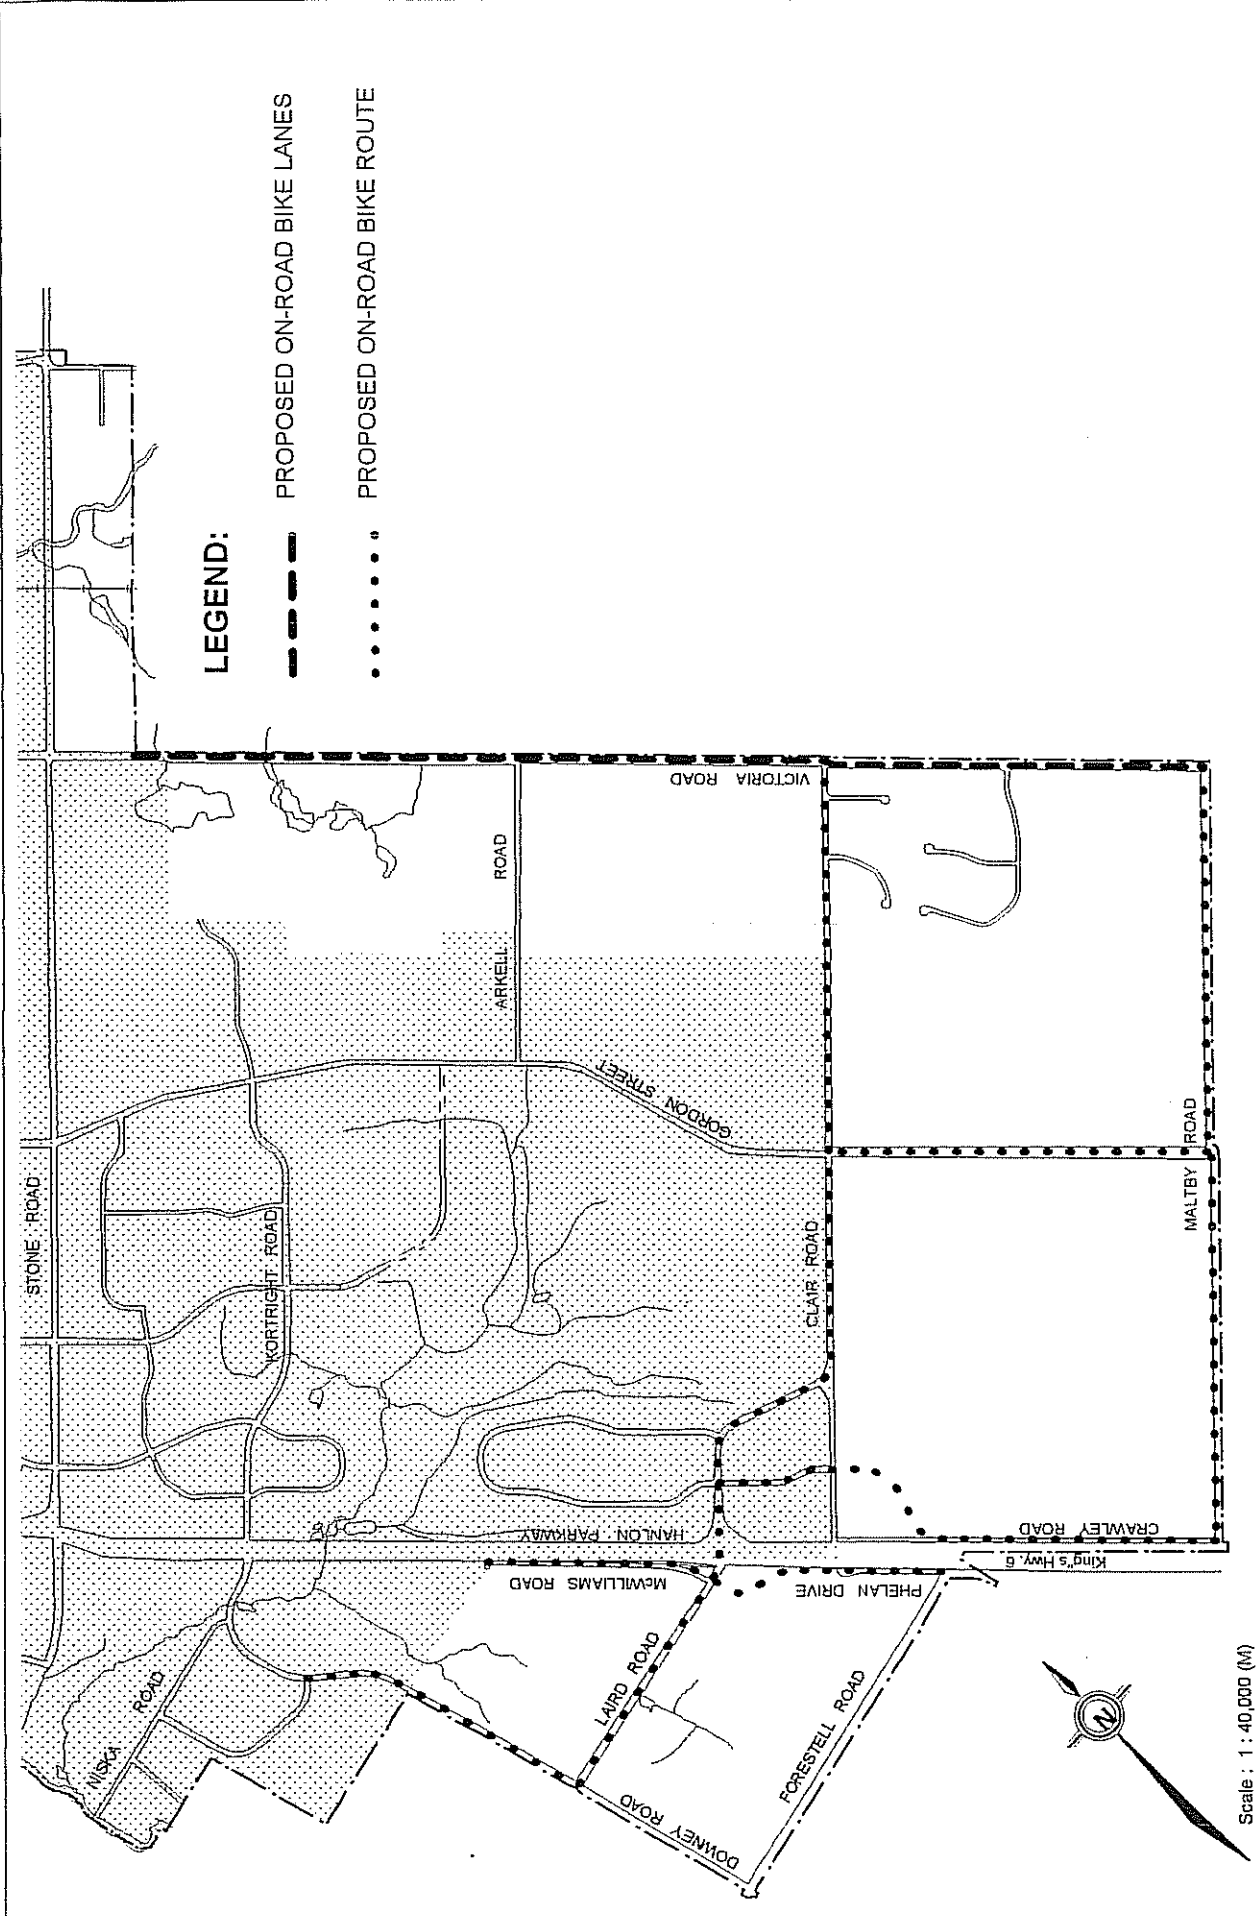 LEGEND:
PROPOSED ON-ROAD BIKE LANES
PROPOSED ON-ROAD BIKE ROUTE
STONE ROAD
NISKA ROAD
KORTRIGHT ROAD
ARKELL ROAD
VICTORIA ROAD
GORDON STREET
HANLON PARKWAY
McWILLIAMS ROAD
LAIRD ROAD
CLAIR ROAD
PHELAN DRIVE
DOWNEY ROAD
FORESTELL ROAD
King"s Hwy. 6
CRAWLEY ROAD
MALTBY ROAD
N
Scale : 1 : 40,000 (M)